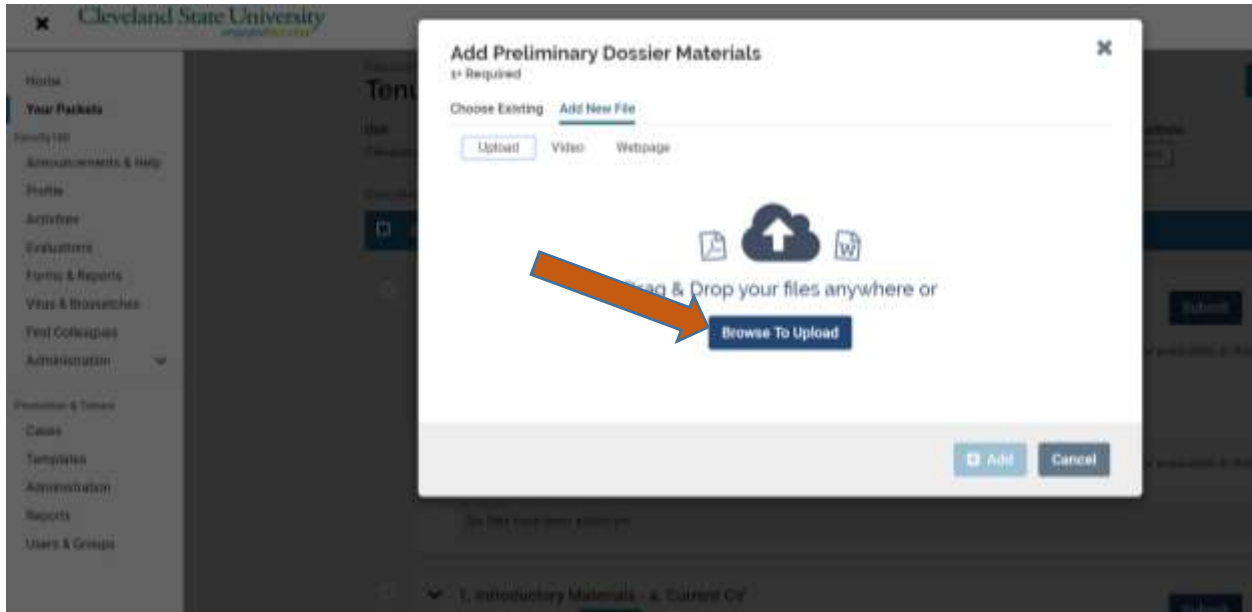 Cleveland State University
Home
Your Packets
Announcements & Help
Profile
Activities
Evaluations
Forms & Reports
Vitas & Biosketches
Find Colleagues
Administration
Promotion & Tenure
Cases
Templates
Administration
Reports
Users & Groups
Add Preliminary Dossier Materials
1+ Required
Choose Existing Add New File
Upload Video Webpage
Drag & Drop your files anywhere or
Browse To Upload
Add Cancel
Unit
Submit
1. Introductory Materials - a. Current CV
Submit